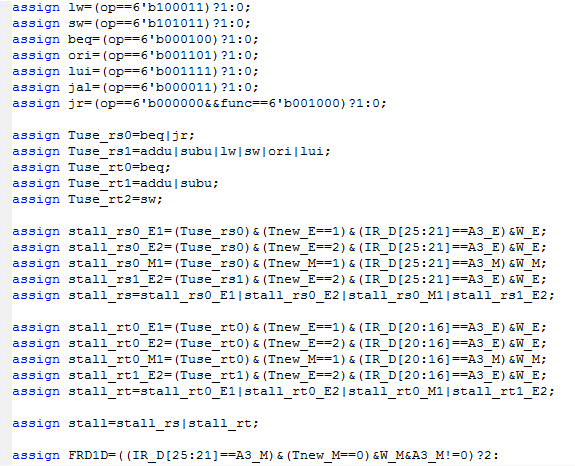 assign lw=(op==6'b100011)?1:0;
assign sw=(op==6'b101011)?1:0;
assign beq=(op==6'b000100)?1:0;
assign ori=(op==6'b001101)?1:0;
assign lui=(op==6'b001111)?1:0;
assign jal=(op==6'b000011)?1:0;
assign jr=(op==6'b000000&&func==6'b001000)?1:0;
assign Tuse_rs0=beq|jr;
assign Tuse_rs1=addu|subu|lw|sw|ori|lui;
assign Tuse_rt0=beq;
assign Tuse_rt1=addu|subu;
assign Tuse_rt2=sw;
assign stall_rs0_E1=(Tuse_rs0)&(Tnew_E==1)&(IR_D[25:21]==A3_E)&W_E;
assign stall_rs0_E2=(Tuse_rs0)&(Tnew_E==2)&(IR_D[25:21]==A3_E)&W_E;
assign stall_rs0_M1=(Tuse_rs0)&(Tnew_M==1)&(IR_D[25:21]==A3_M)&W_M;
assign stall_rs1_E2=(Tuse_rs1)&(Tnew_E==2)&(IR_D[25:21]==A3_E)&W_E;
assign stall_rs=stall_rs0_E1|stall_rs0_E2|stall_rs0_M1|stall_rs1_E2;
assign stall_rt0_E1=(Tuse_rt0)&(Tnew_E==1)&(IR_D[20:16]==A3_E)&W_E;
assign stall_rt0_E2=(Tuse_rt0)&(Tnew_E==2)&(IR_D[20:16]==A3_E)&W_E;
assign stall_rt0_M1=(Tuse_rt0)&(Tnew_M==1)&(IR_D[20:16]==A3_M)&W_M;
assign stall_rt1_E2=(Tuse_rt1)&(Tnew_E==2)&(IR_D[20:16]==A3_E)&W_E;
assign stall_rt=stall_rt0_E1|stall_rt0_E2|stall_rt0_M1|stall_rt1_E2;
assign stall=stall_rs|stall_rt;
assign FRD1D=((IR_D[25:21]==A3_M)&(Tnew_M==0)&W_M&A3_M!=0)?2: